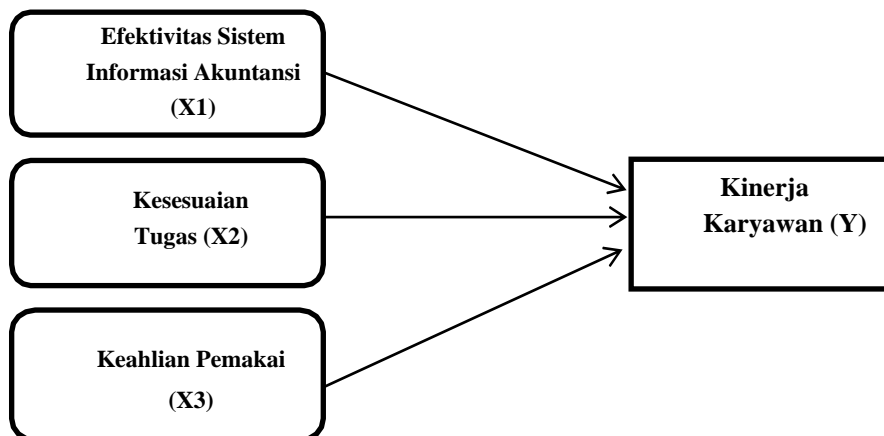 Efektivitas Sistem
Informasi Akuntansi
(X1)
Kesesuaian
Tugas (X2)
Keahlian Pemakai
(X3)
Kinerja
Karyawan (Y)